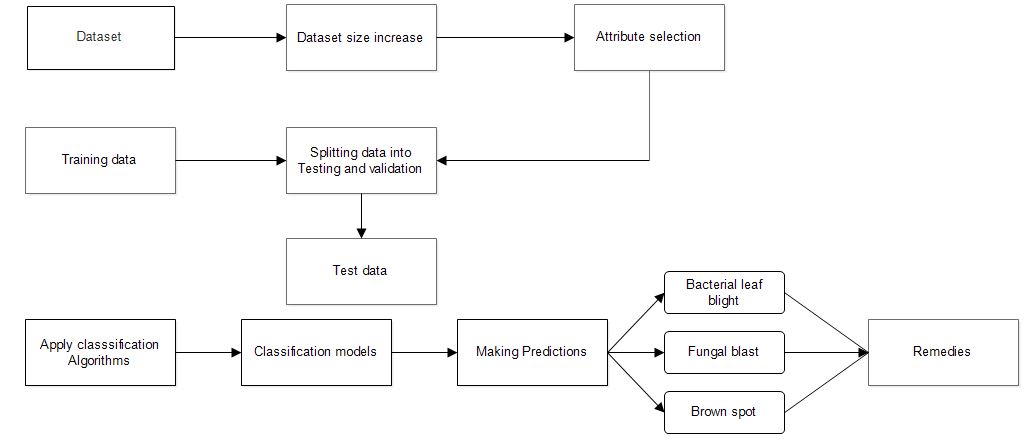 Dataset
Dataset size increase
Attribute selection
Training data
Splitting data into
Testing and validation
Test data
Apply classsification
Algorithms
Classification models
Making Predictions
Bacterial leaf
blight
Fungal blast
Brown spot
Remedies